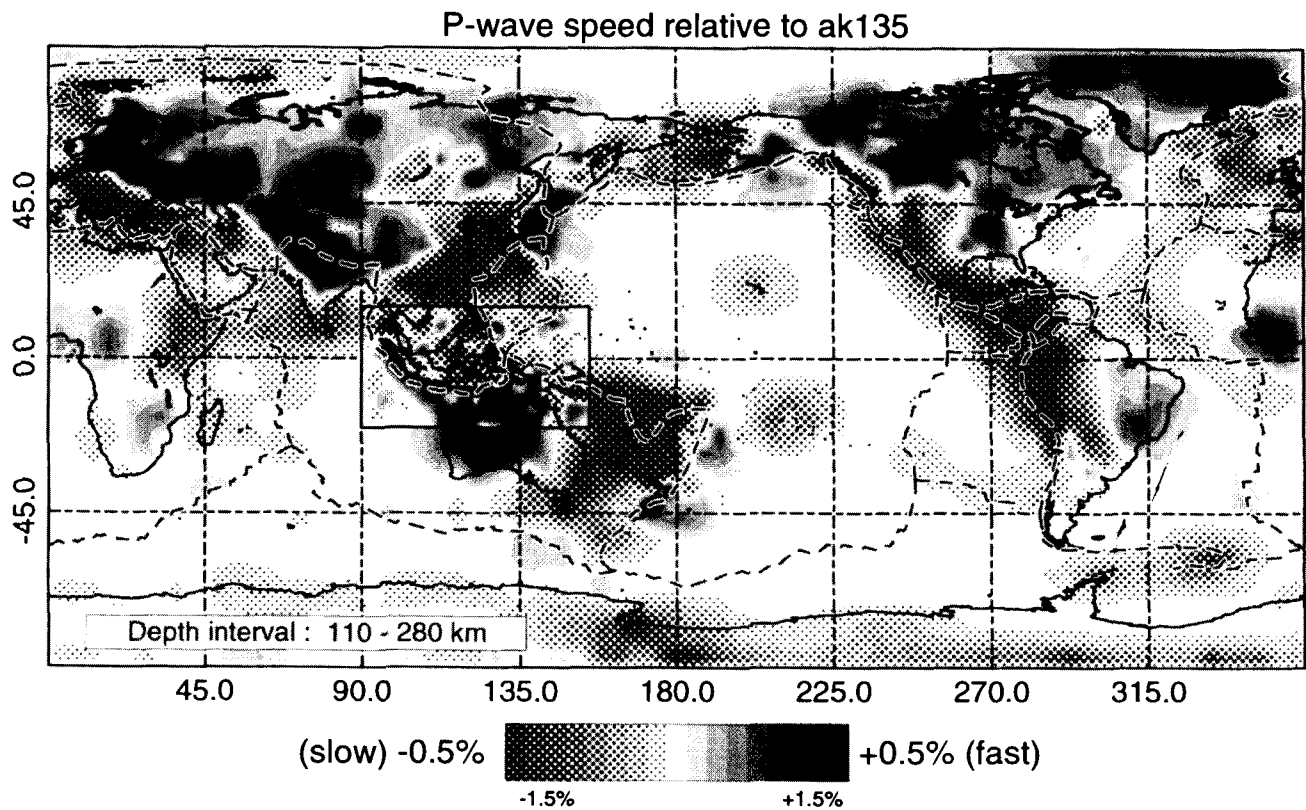 P-wave speed relative to ak135
45.0
0.0
-45.0
Depth interval : 110 - 280 km
45.0 90.0 135.0 180.0 225.0 270.0 315.0
(slow) -0.5% +0.5% (fast)
-1.5% +1.5%